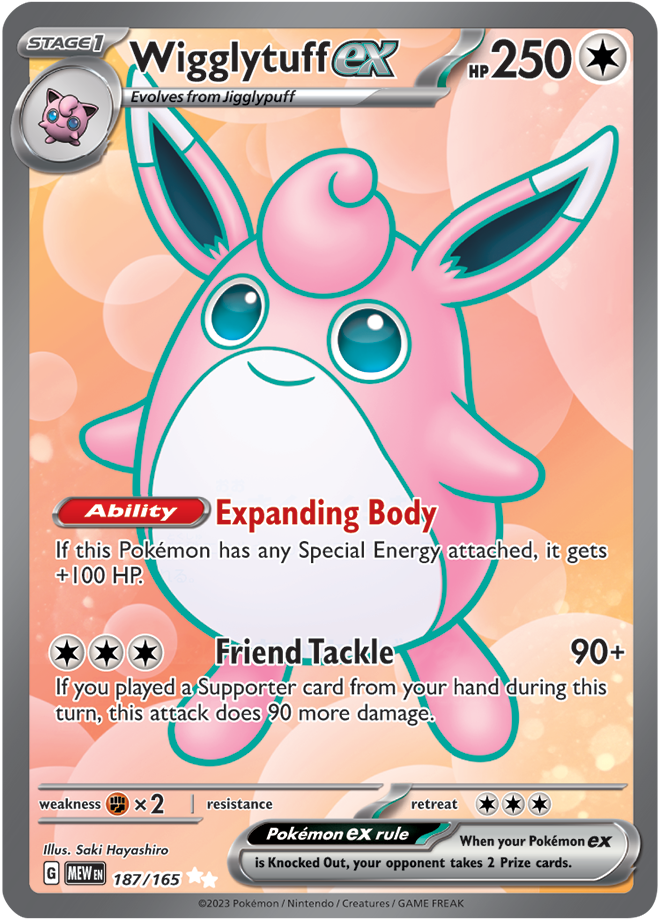 STAGE 1
Wigglytuff ex
HP 250
Evolves from Jigglypuff
Ability Expanding Body
If this Pokémon has any Special Energy attached, it gets
+100 HP.
Friend Tackle 90+
If you played a Supporter card from your hand during this
turn, this attack does 90 more damage.
weakness ×2 resistance retreat
Illus. Saki Hayashiro
Pokémon ex rule
When your Pokémon ex
is Knocked Out, your opponent takes 2 Prize cards.
G MEW EN 187/165
©2023 Pokémon / Nintendo / Creatures / GAME FREAK